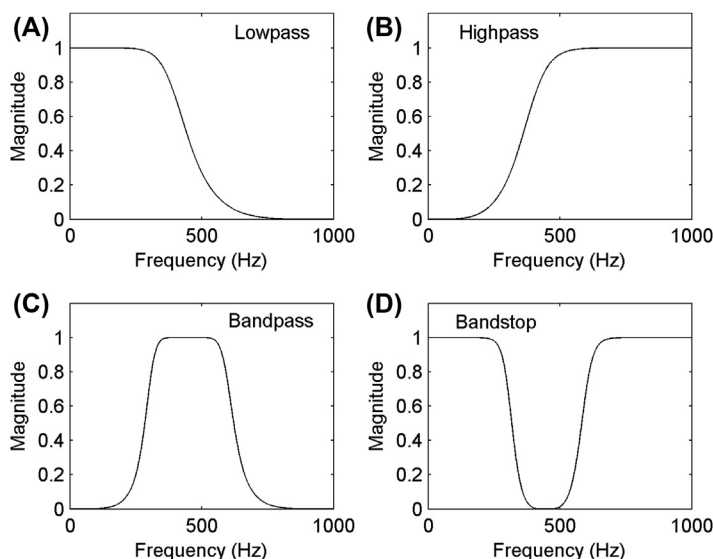 (A)
Lowpass
1
0.8
0.6
0.4
0.2
0
Magnitude
0 500 1000
Frequency (Hz)
(B)
Highpass
1
0.8
0.6
0.4
0.2
0
Magnitude
0 500 1000
Frequency (Hz)
(C)
Bandpass
1
0.8
0.6
0.4
0.2
0
Magnitude
0 500 1000
Frequency (Hz)
(D)
Bandstop
1
0.8
0.6
0.4
0.2
0
Magnitude
0 500 1000
Frequency (Hz)